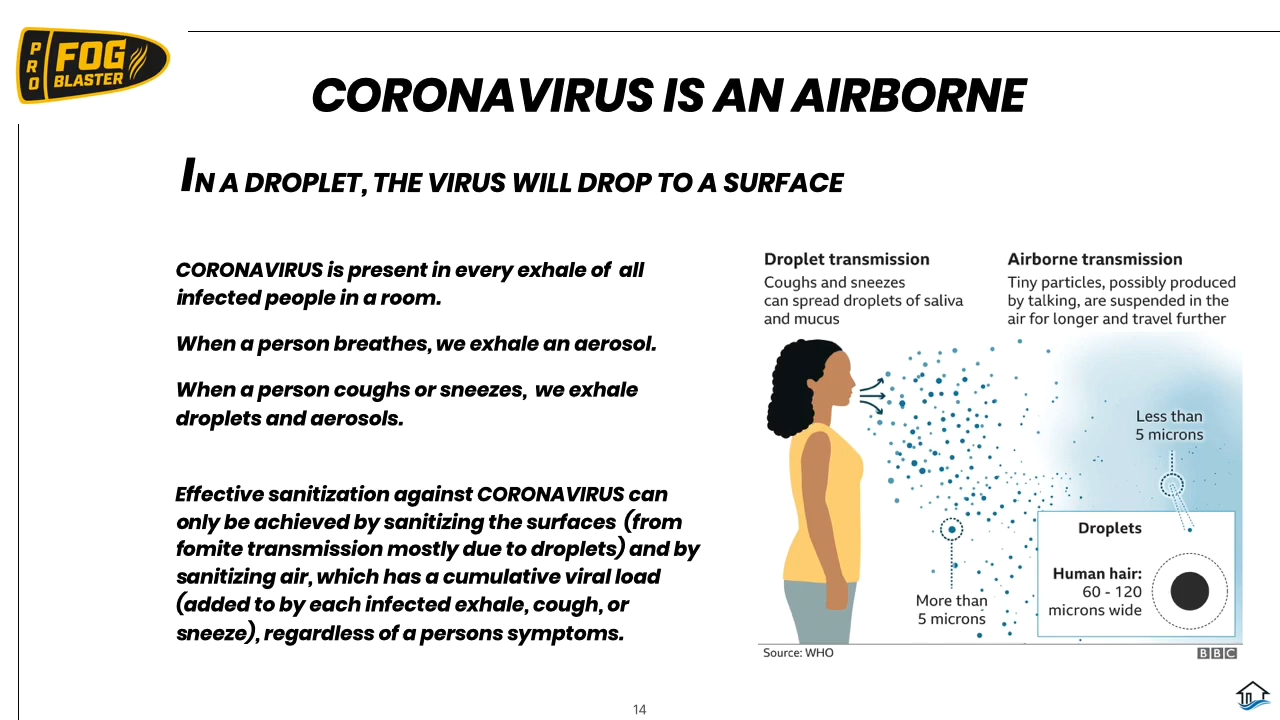 PRO
FOG
BLASTER
CORONAVIRUS IS AN AIRBORNE
IN A DROPLET, THE VIRUS WILL DROP TO A SURFACE
CORONAVIRUS is present in every exhale of all
infected people in a room.
When a person breathes, we exhale an aerosol.
When a person coughs or sneezes, we exhale
droplets and aerosols.
Effective sanitization against CORONAVIRUS can
only be achieved by sanitizing the surfaces (from
fomite transmission mostly due to droplets) and by
sanitizing air, which has a cumulative viral load
(added to by each infected exhale, cough, or
sneeze), regardless of a persons symptoms.
Droplet transmission
Coughs and sneezes
can spread droplets of saliva
and mucus
Airborne transmission
Tiny particles, possibly produced
by talking, are suspended in the
air for longer and travel further
Less than
5 microns
More than
5 microns
Droplets
Human hair:
60 - 120
microns wide
Source: WHO
BBC
14